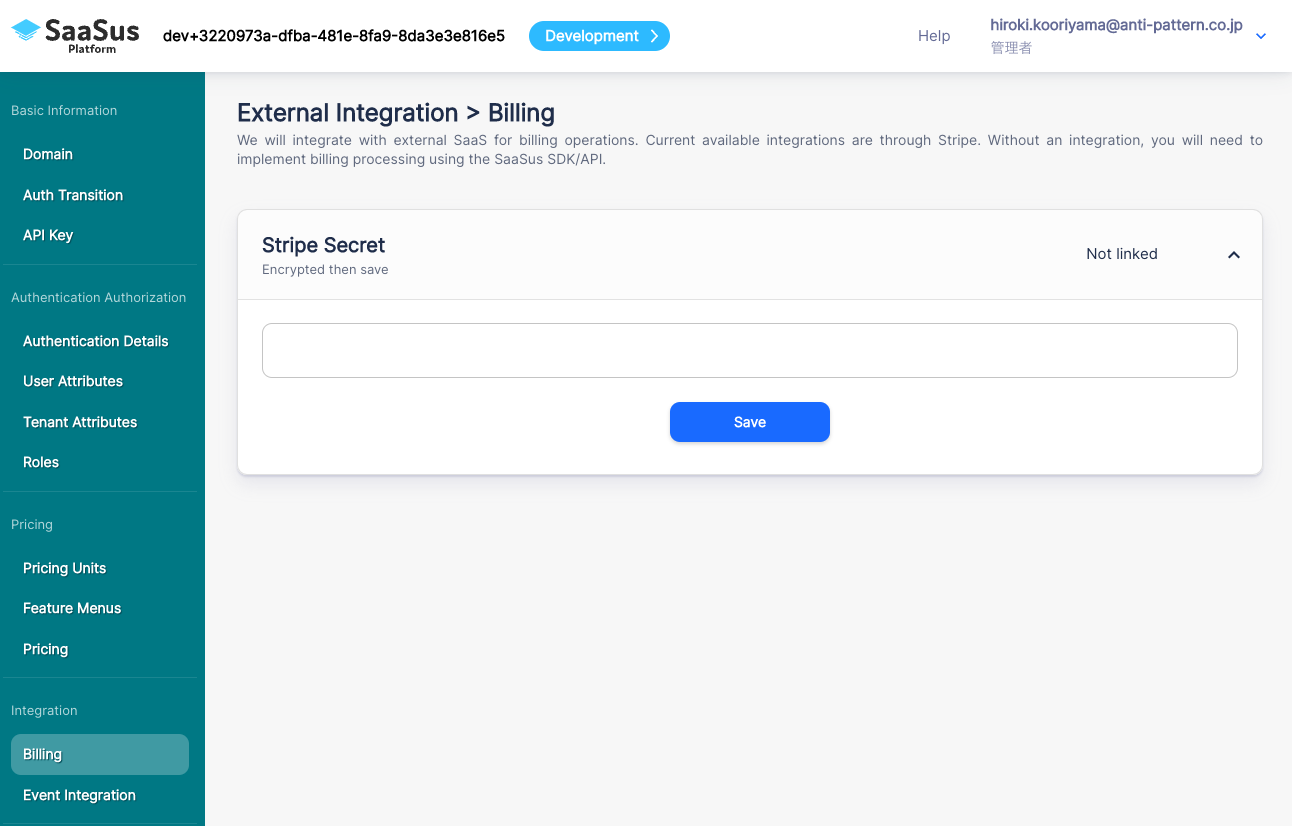 SaaSus
Platform
dev+3220973a-dfba-481e-8fa9-8da3e3e816e5
Development
Help
hiroki.kooriyama@anti-pattern.co.jp
管理者
Basic Information
Domain
Auth Transition
API Key
Authentication Authorization
Authentication Details
User Attributes
Tenant Attributes
Roles
Pricing
Pricing Units
Feature Menus
Pricing
Integration
Billing
Event Integration
External Integration > Billing
We will integrate with external SaaS for billing operations. Current available integrations are through Stripe. Without an integration, you will need to
implement billing processing using the SaaSus SDK/API.
Stripe Secret
Encrypted then save
Not linked
Save